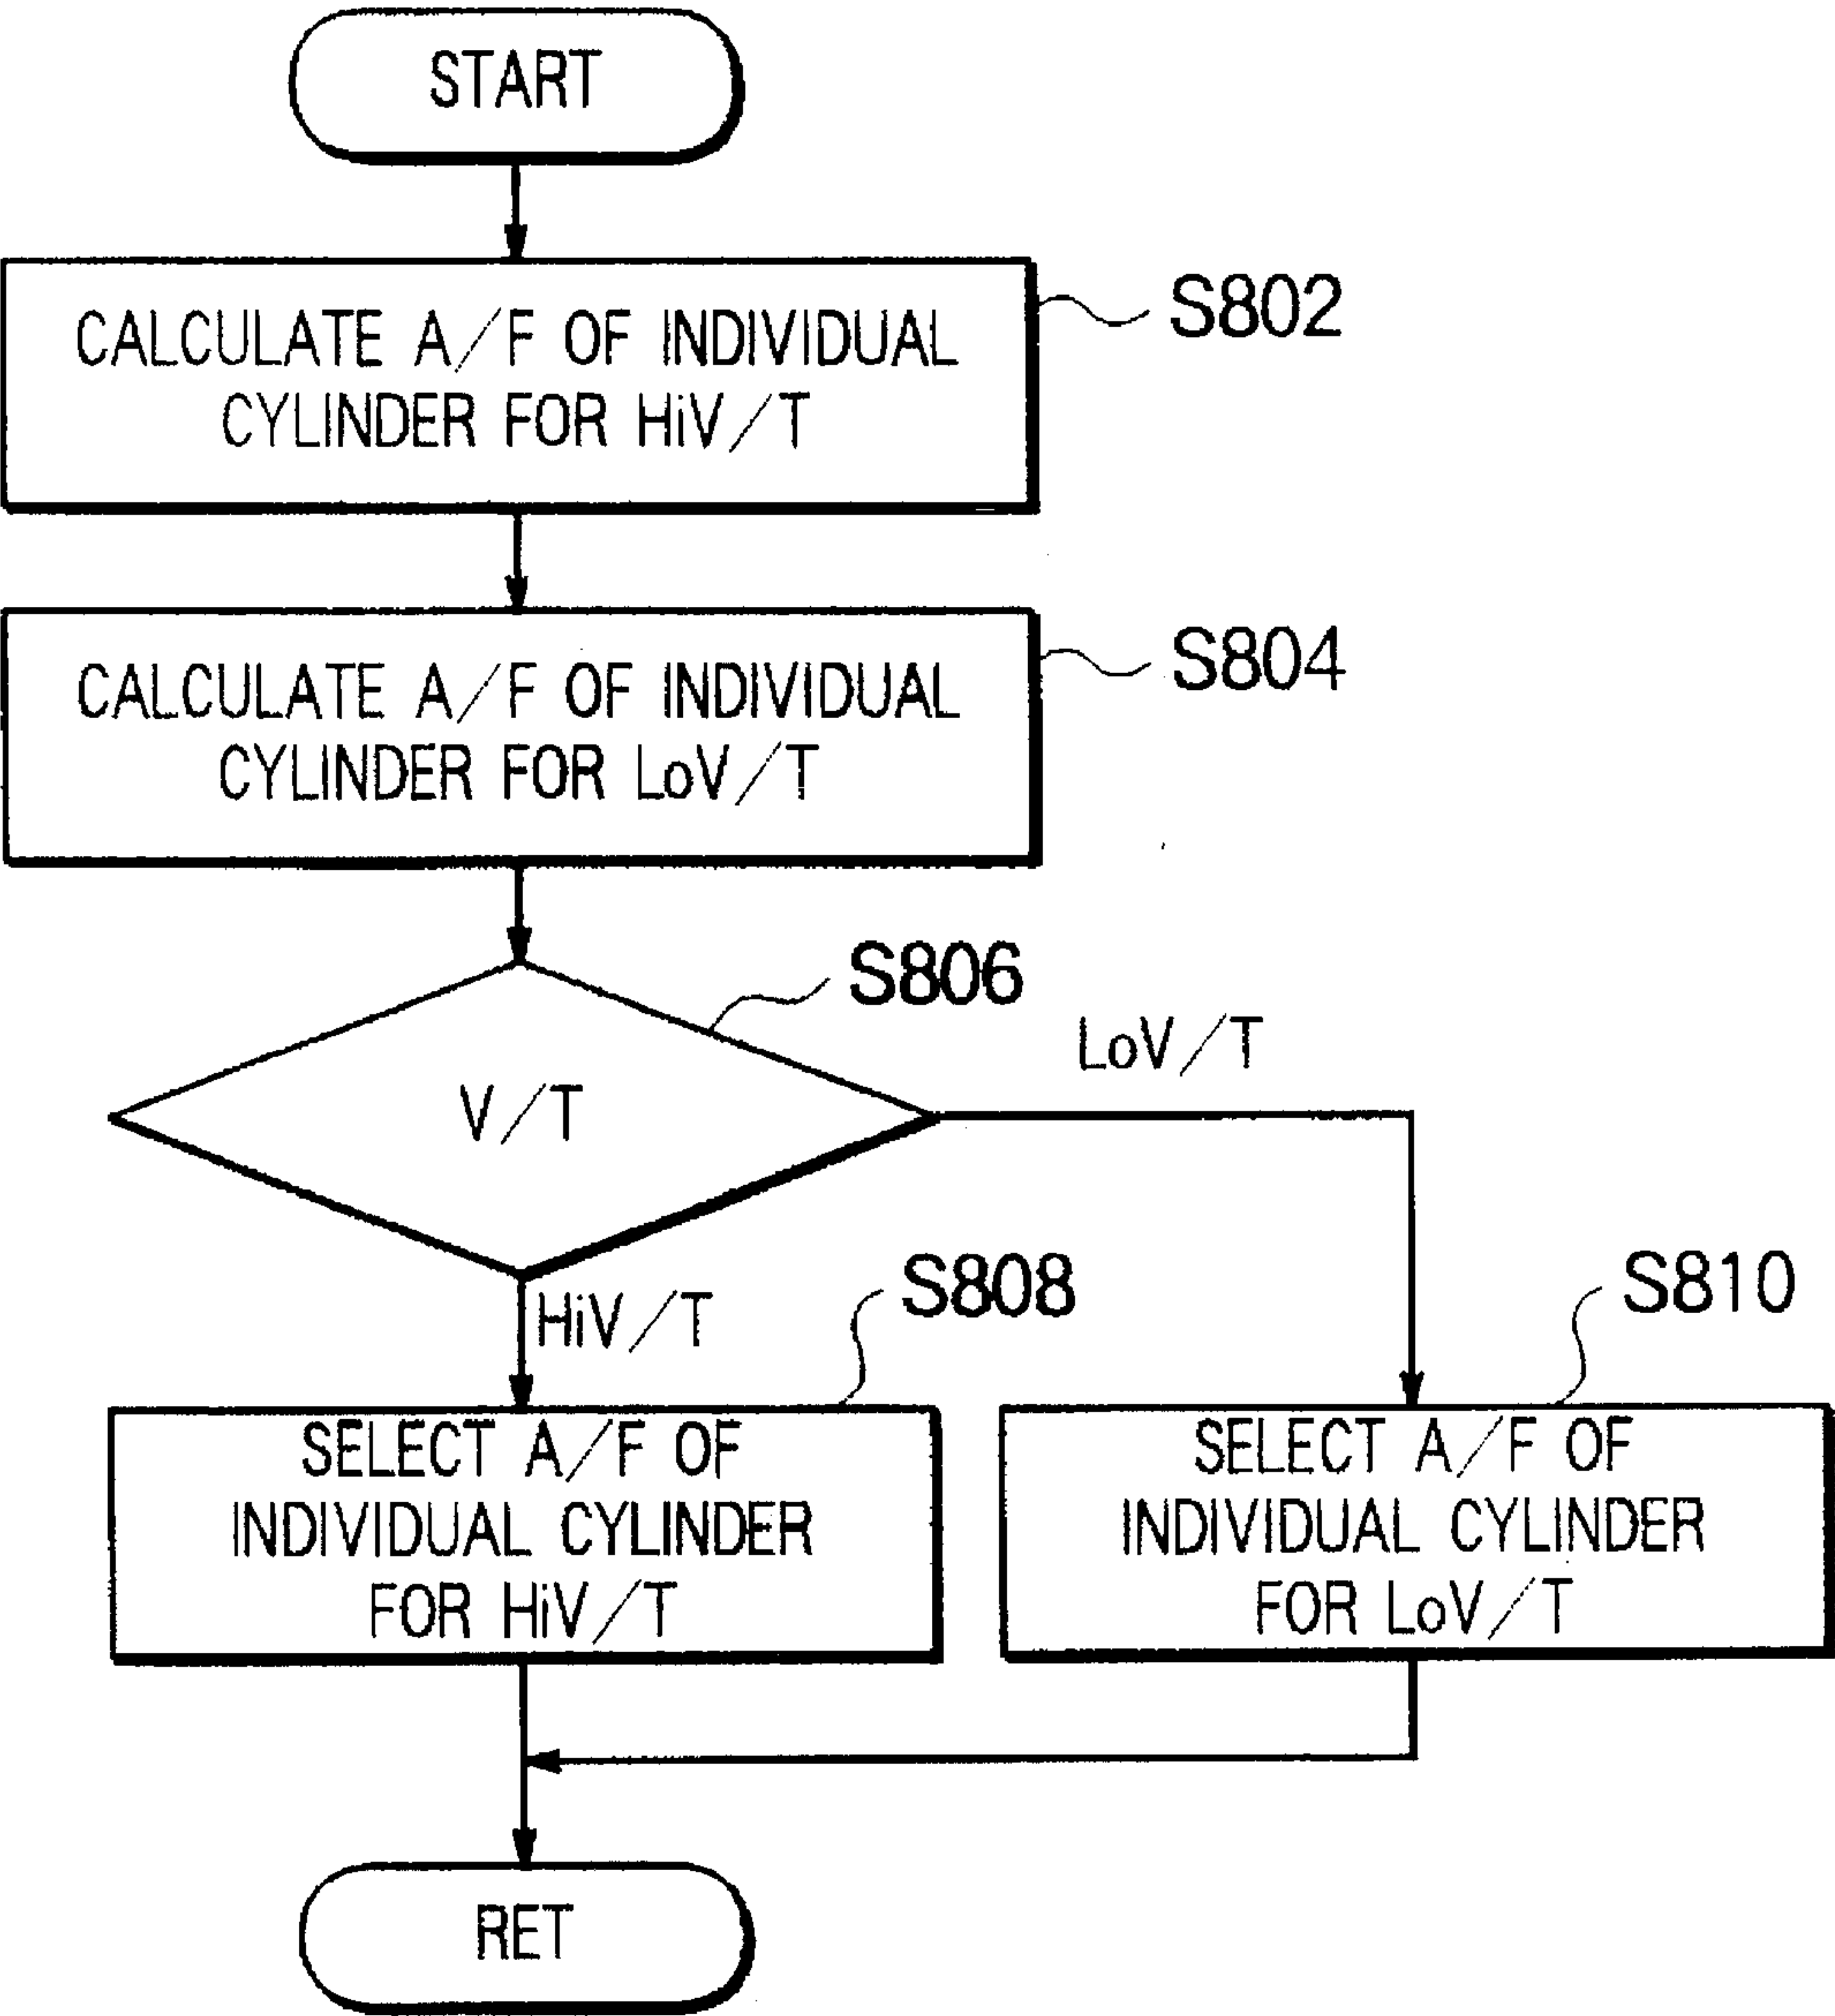 START
CALCULATE A/F OF INDIVIDUAL
CYLINDER FOR HiV/T
S802
CALCULATE A/F OF INDIVIDUAL
CYLINDER FOR LoV/T
S804
S806
LoV/T
V/T
HiV/T
S808
S810
SELECT A/F OF
INDIVIDUAL CYLINDER
FOR HiV/T
SELECT A/F OF
INDIVIDUAL CYLINDER
FOR LoV/T
RET